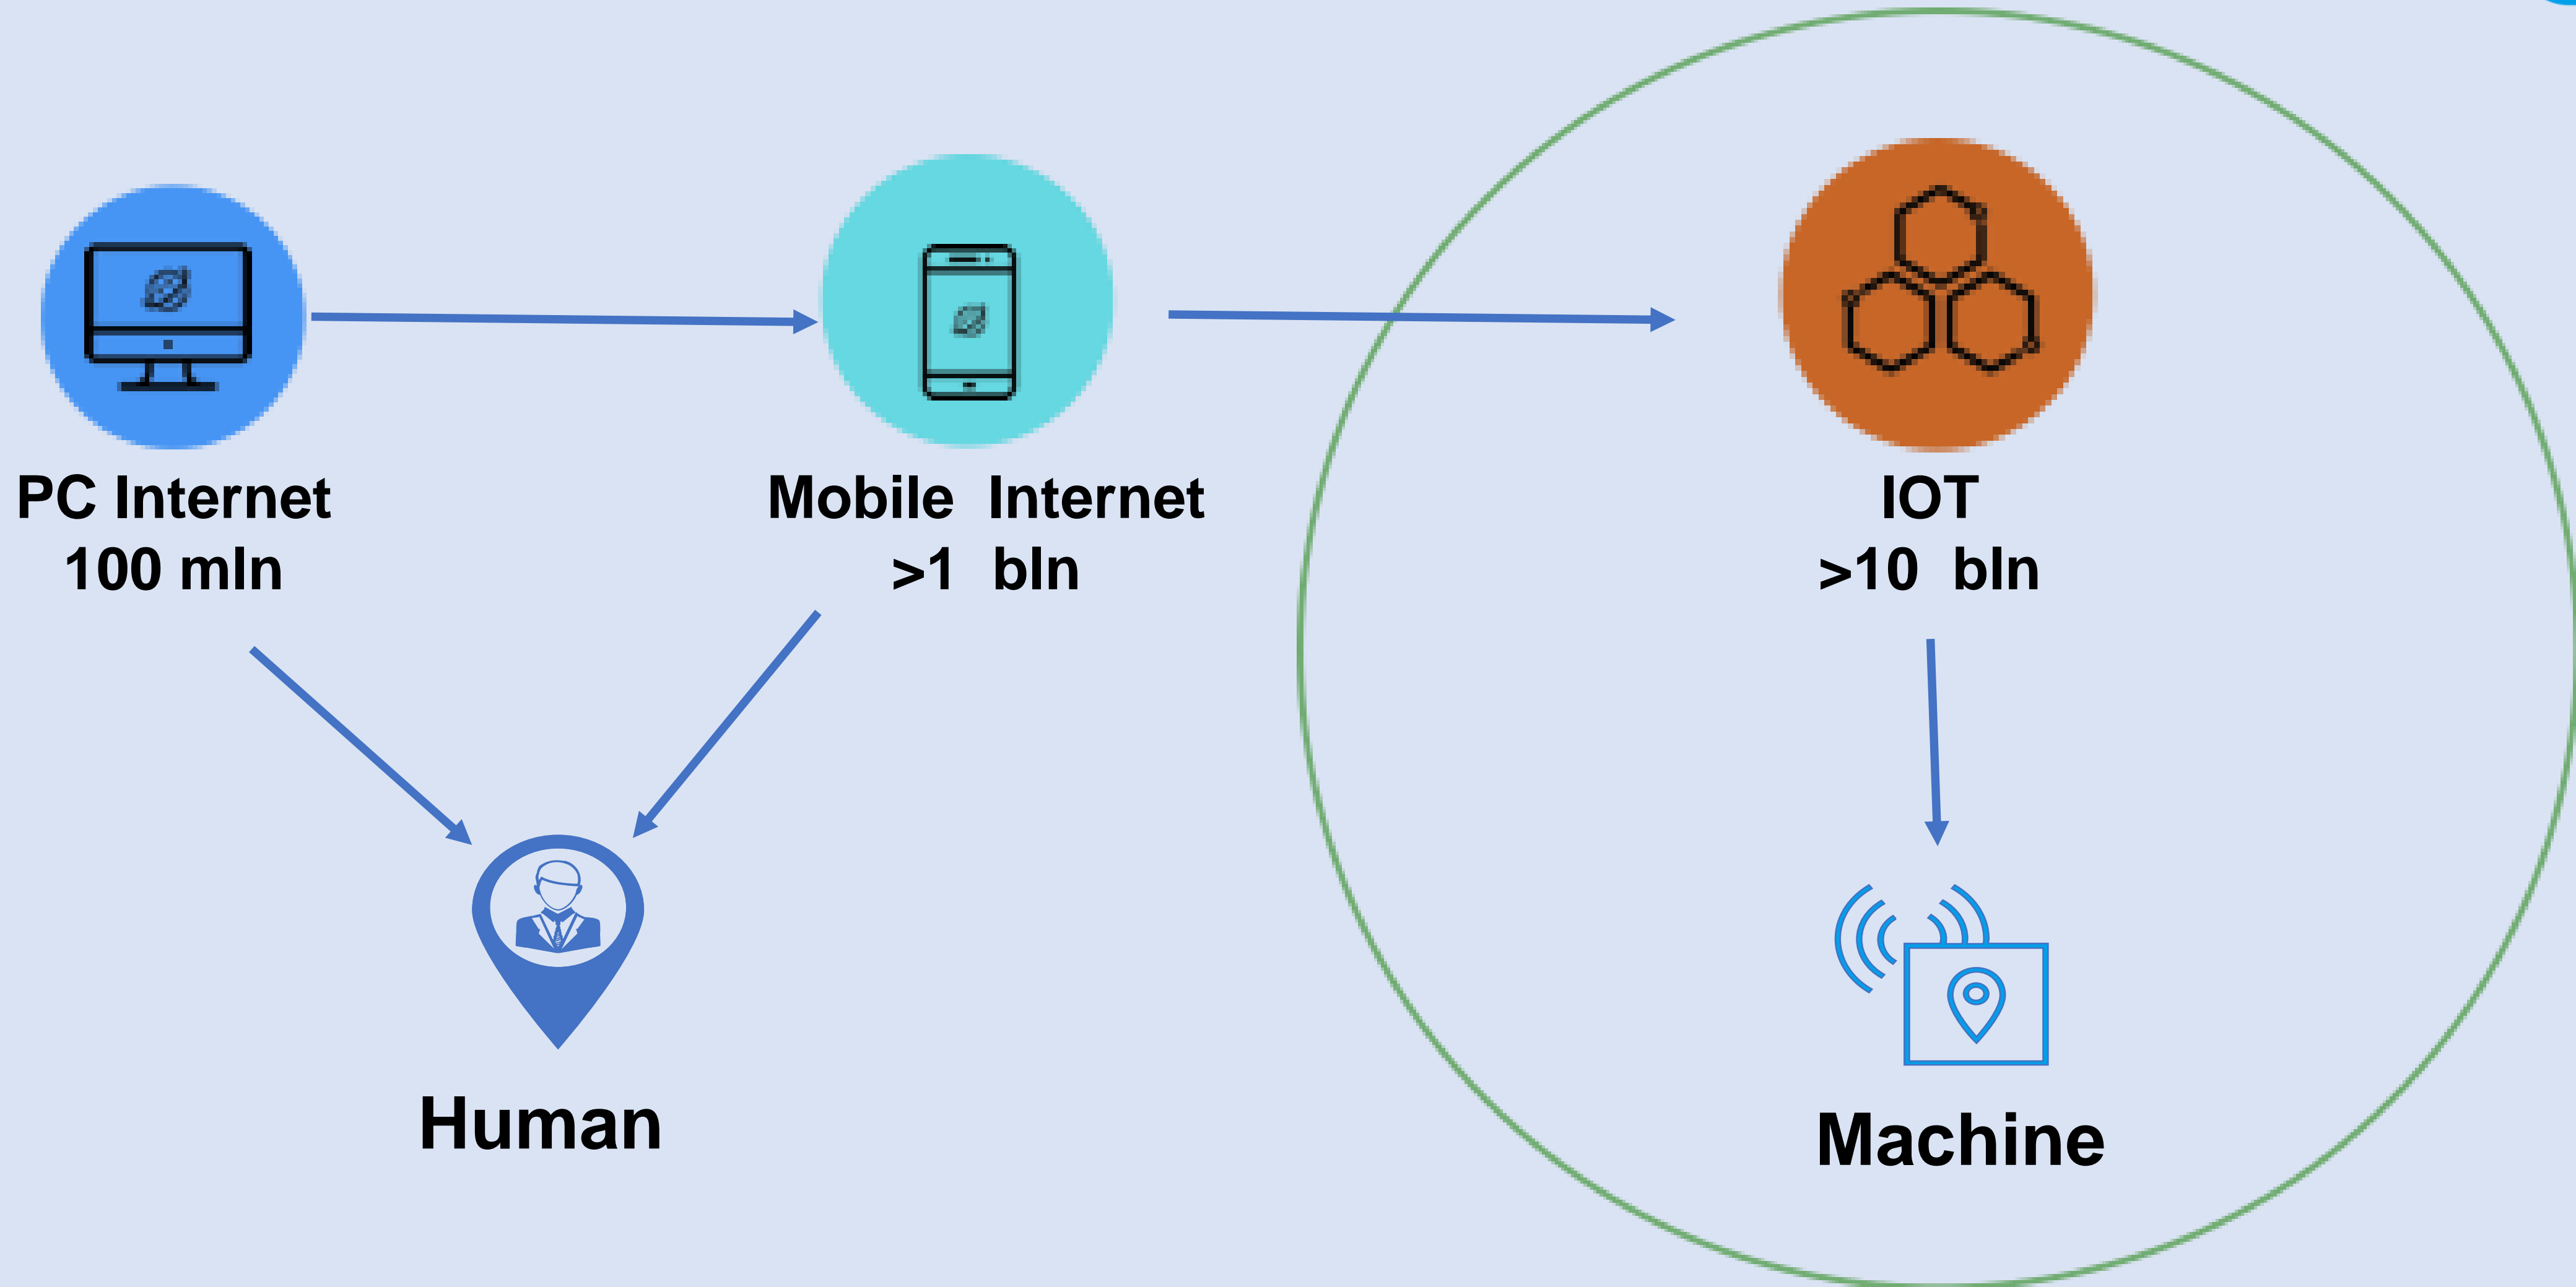 PC Internet
100 mln
Mobile Internet
>1 bln
IOT
>10 bln
Human
Machine